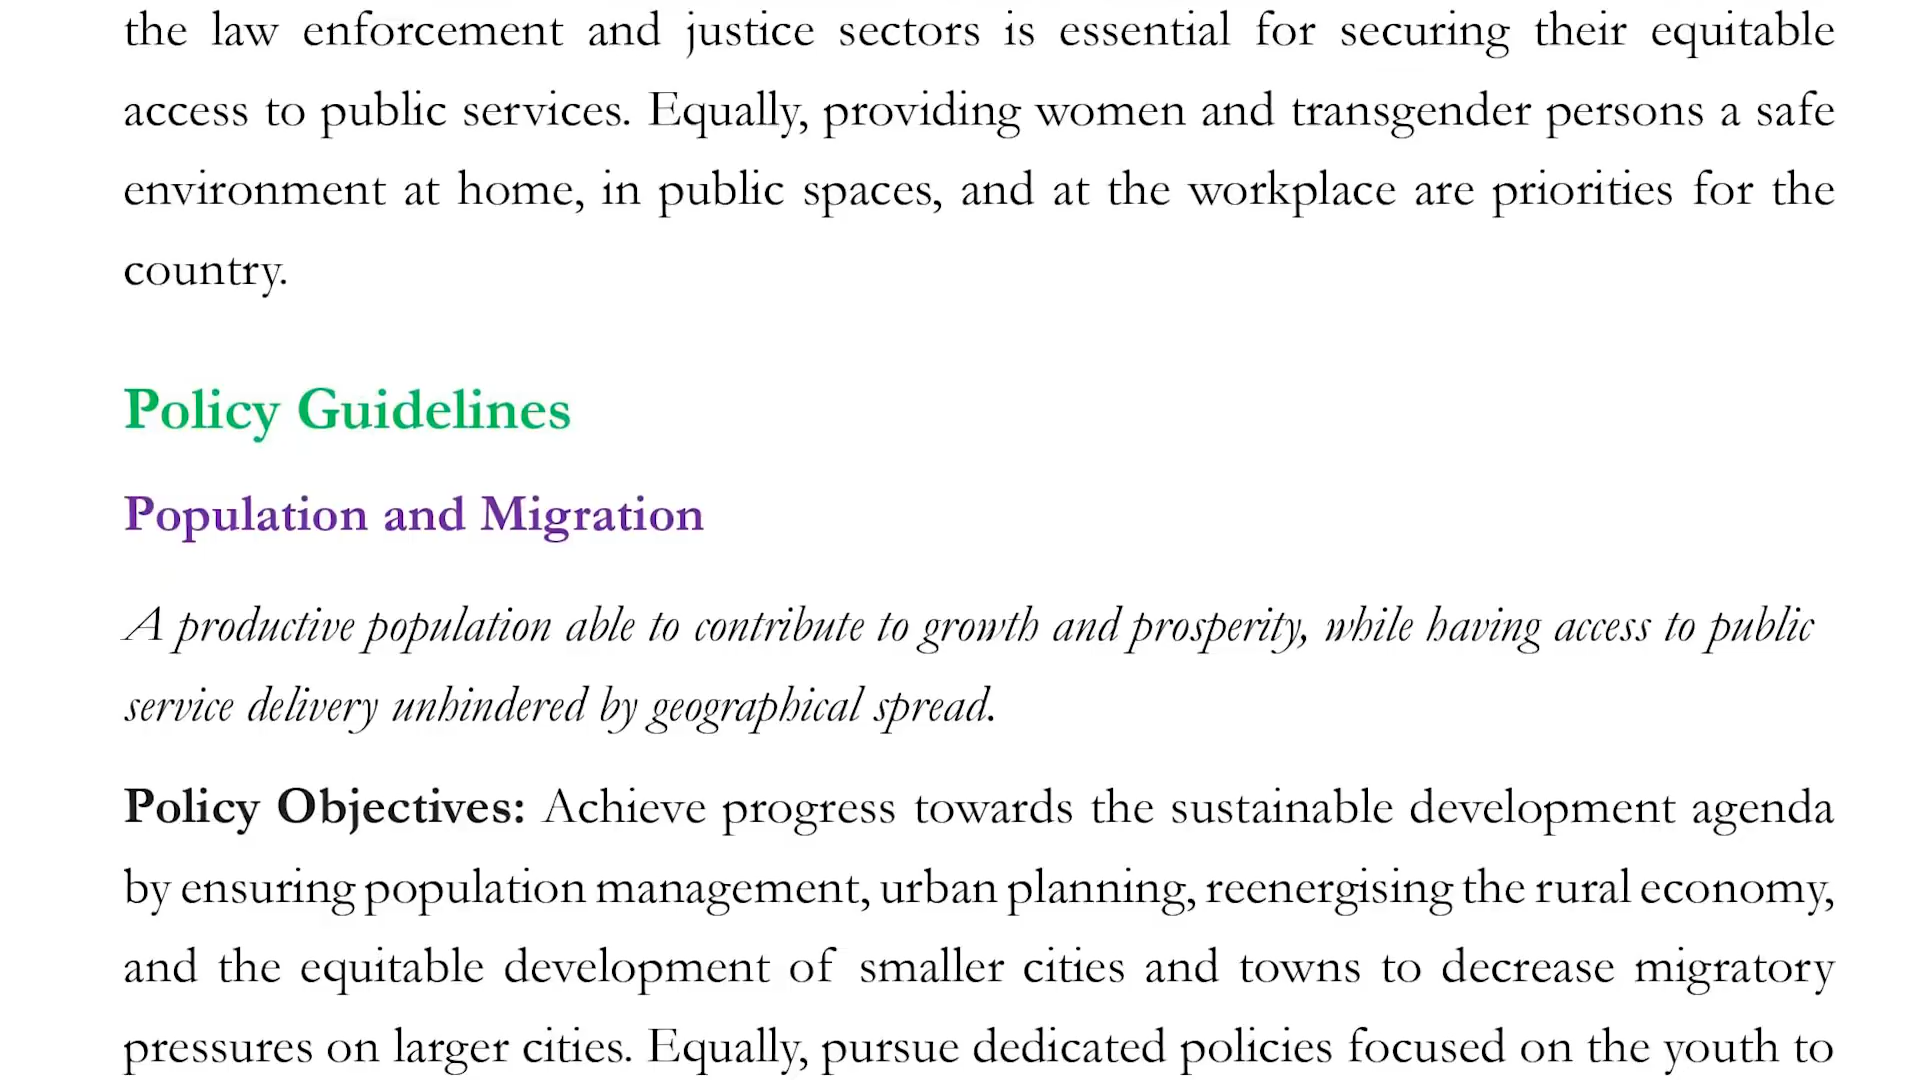 the law enforcement and justice sectors is essential for securing their equitable
access to public services. Equally, providing women and transgender persons a safe
environment at home, in public spaces, and at the workplace are priorities for the
country.
Policy Guidelines
Population and Migration
A productive population able to contribute to growth and prosperity, while having access to public
service delivery unhindered by geographical spread.
Policy Objectives: Achieve progress towards the sustainable development agenda
by ensuring population management, urban planning, reenergising the rural economy,
and the equitable development of smaller cities and towns to decrease migratory
pressures on larger cities. Equally, pursue dedicated policies focused on the youth to